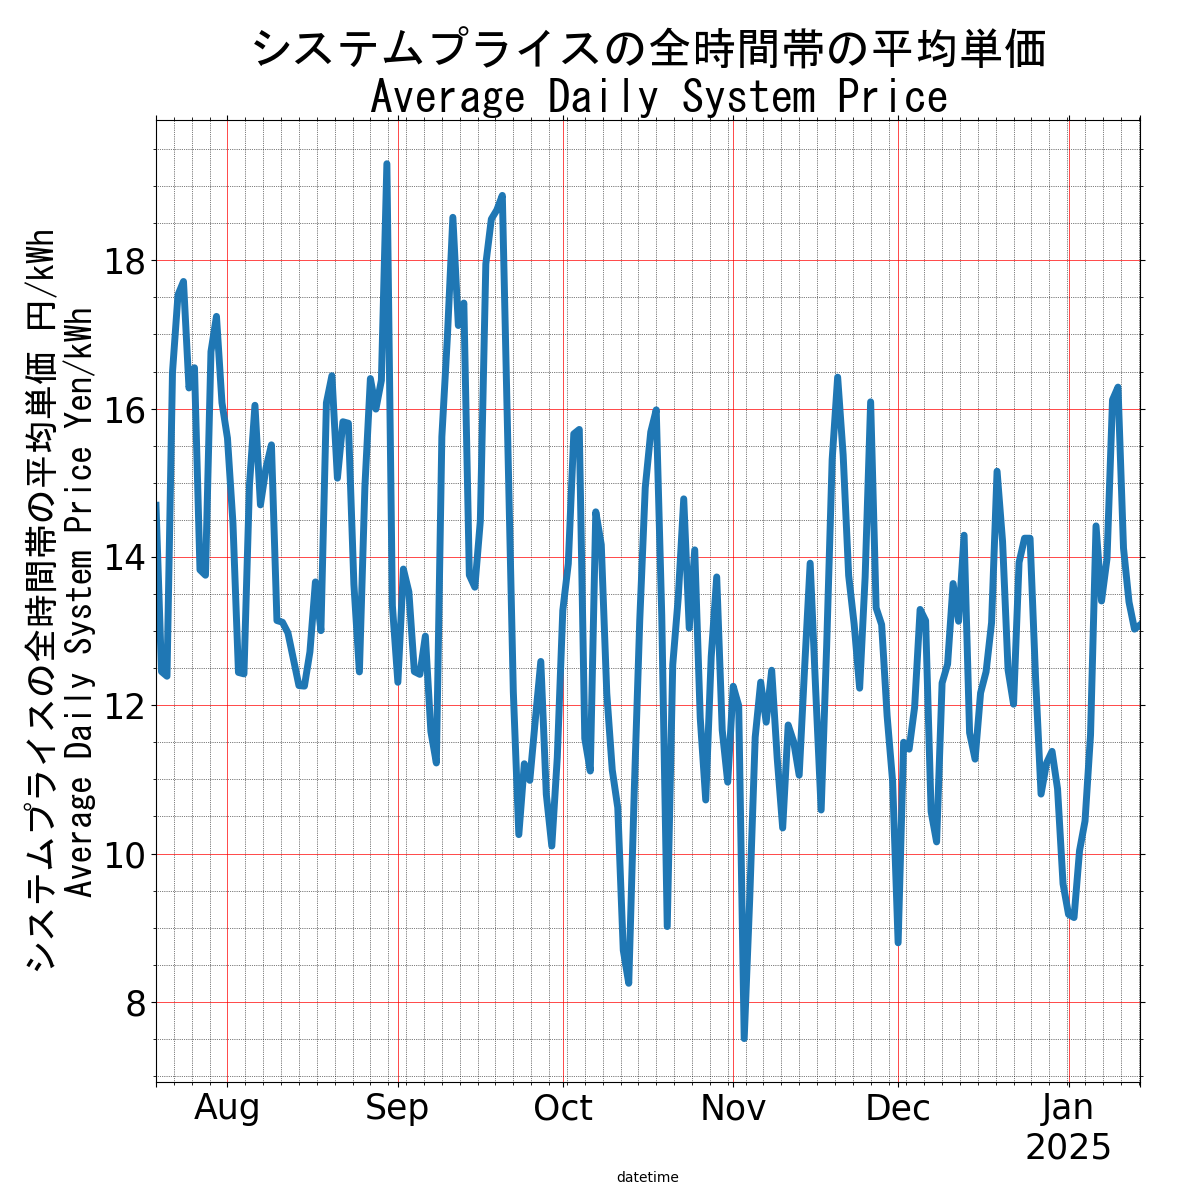 システムプライスの全時間帯の平均単価
Average Daily System Price
システムプライスの全時間帯の平均単価 円/kWh
Average Daily System Price Yen/kWh
18
16
14
12
10
8
Aug
Sep
Oct
Nov
Dec
Jan
2025
datetime